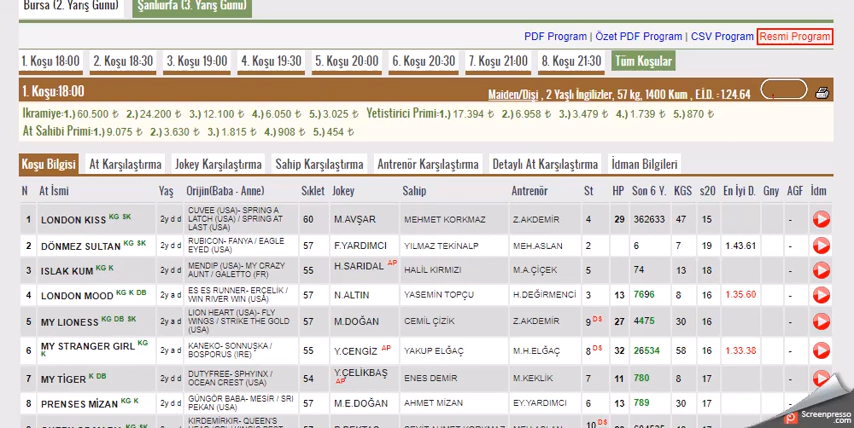 Bursa (2. Yarış Günü) Şanlıurfa (3. Yarış Günü)
PDF Program | Özet PDF Program | CSV Program Resmi Program
1. Koşu 18:00 2. Koşu 18:30 3. Koşu 19:00 4. Koşu 19:30 5. Koşu 20:00 6. Koşu 20:30 7. Koşu 21:00 8. Koşu 21:30 Tüm Koşular
1. Koşu:18:00 Maiden/Dişi , 2 Yaşlı İngilizler, 57 kg, 1400 Kum , E.İ.D. : 1.24.64
Ikramiye:1.) 60.500 ₺ 2.) 24.200 ₺ 3.) 12.100 ₺ 4.) 6.050 ₺ 5.) 3.025 ₺ Yetistirici Primi:1.) 17.394 ₺ 2.) 6.958 ₺ 3.) 3.479 ₺ 4.) 1.739 ₺ 5.) 870 ₺
At Sahibi Primi:1.) 9.075 ₺ 2.) 3.630 ₺ 3.) 1.815 ₺ 4.) 908 ₺ 5.) 454 ₺
Koşu Bilgisi At Karşılaştırma Jokey Karşılaştırma Sahip Karşılaştırma Antrenör Karşılaştırma Detaylı At Karşılaştırma İdman Bilgileri
N At İsmi Yaş Orijin(Baba - Anne) Sıklet Jokey Sahip Antrenör St HP Son 6 Y. KGS s20 En İyi D. Gny AGF İdm
1 LONDON KISS KG SK 2y d d CUVEE (USA)- SPRING A LATCH (USA) / SPRING AT LAST (USA) 60 M.AVŞAR MEHMET KORKMAZ Z.AKDEMİR 4 29 362633 47 15 -
2 DÖNMEZ SULTAN KG SK 2y d d RUBICON- FANYA / EAGLE EYED (USA) 57 F.YARDIMCI YILMAZ TEKİNALP MEH.ASLAN 2 6 7 19 1.43.61 -
3 ISLAK KUM KG K 2y d d MENDIP (USA)- MY CRAZY AUNT / GALETTO (FR) 55 H.SARIDAL AP HALİL KIRMIZI M.A.ÇİÇEK 5 74 13 18 -
4 LONDON MOOD KG K DB 2y a d ES ES RUNNER- ERÇELİK / WIN RIVER WIN (USA) 57 N.ALTIN YASEMİN TOPÇU H.DEĞİRMENCİ 3 13 7696 8 16 1.35.60 -
5 MY LIONESS KG DB SK 2y d d LION HEART (USA)- FLY WINGS / STRIKE THE GOLD (USA) 57 M.DOĞAN CEMİL ÇİZİK Z.AKDEMİR 9 DS 27 4475 30 16 -
6 MY STRANGER GIRL KG K 2y a d KANEKO- SONNUŞKA / BOSPORUS (IRE) 55 Y.CENGİZ AP YAKUP ELĞAÇ M.H.ELĞAÇ 8 DS 32 26534 58 16 1.33.38 -
7 MY TİGER K DB 2y a d DUTYFREE- SPHYINX / OCEAN CREST (USA) 54 Y.ÇELİKBAŞ AP ENES DEMİR M.KEKLİK 7 11 780 8 17 -
8 PRENSES MİZAN KG K 2y d d GÜNGÖR BABA- MESIR / SRI PEKAN (USA) 57 M.E.DOĞAN AHMET MİZAN EY.YARDIMCI 6 13 789 30 17
KIRDEMİRKIR- QUEEN'S 10 DS
Screenpresso
.com